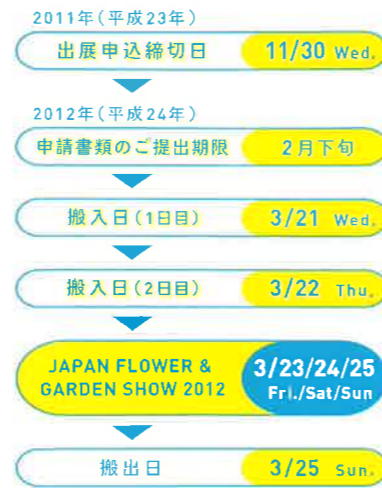 2011年(平成23年)
出展申込締切日 11/30 Wed.
2012年(平成24年)
申請書類のご提出期限 2月下旬
搬入日(1日目) 3/21 Wed.
搬入日(2日目) 3/22 Thu.
JAPAN FLOWER & 3/23/24/25
GARDEN SHOW 2012 Fri./Sat/Sun
搬出日 3/25 Sun.